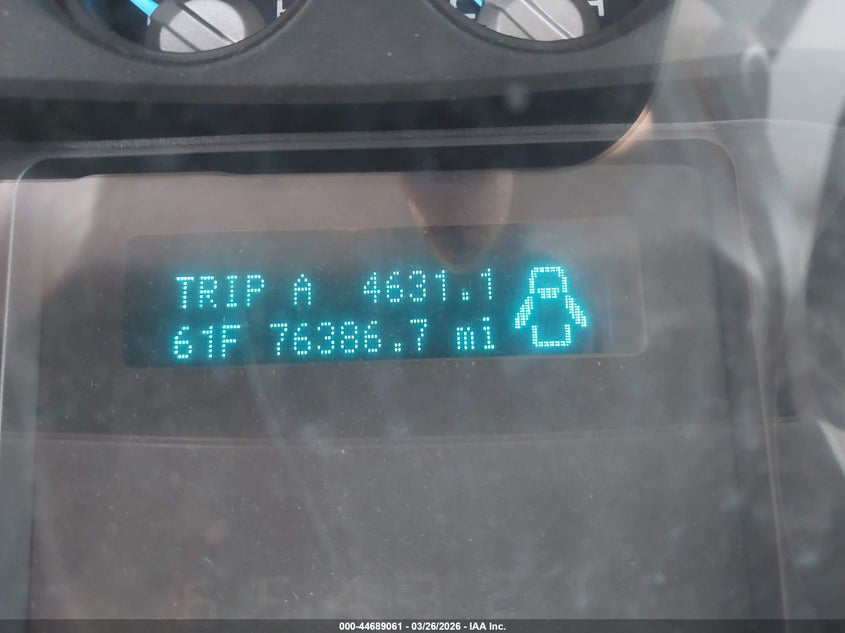 H C F
TRIP A 4631.1
61F 76386.7 mi
000-44689061 - 03/26/2026 - IAA Inc.